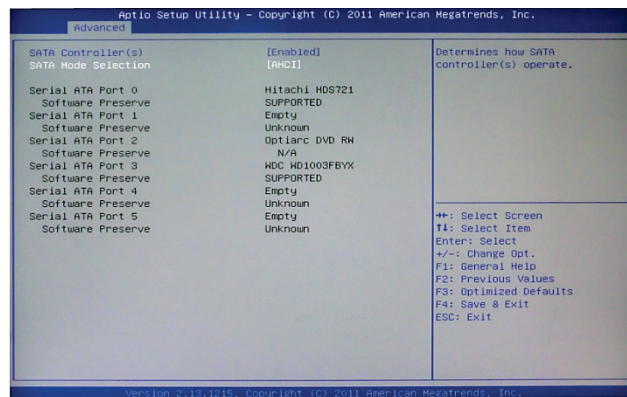 Aptio Setup Utility – Copyright (C) 2011 American Megatrends, Inc.
Advanced
SATA Controller(s) [Enabled]
SATA Mode Selection [AHCI]
Serial ATA Port 0 Hitachi HDS721
Software Preserve SUPPORTED
Serial ATA Port 1 Empty
Software Preserve Unknown
Serial ATA Port 2 Optiarc DVD RW
Software Preserve N/A
Serial ATA Port 3 WDC WD1003FBYX
Software Preserve SUPPORTED
Serial ATA Port 4 Empty
Software Preserve Unknown
Serial ATA Port 5 Empty
Software Preserve Unknown
Determines how SATA
controller(s) operate.
→←: Select Screen
↑↓: Select Item
Enter: Select
+/-: Change Opt.
F1: General Help
F2: Previous Values
F3: Optimized Defaults
F4: Save & Exit
ESC: Exit
Version 2.13.1215. Copyright (C) 2011 American Megatrends, Inc.